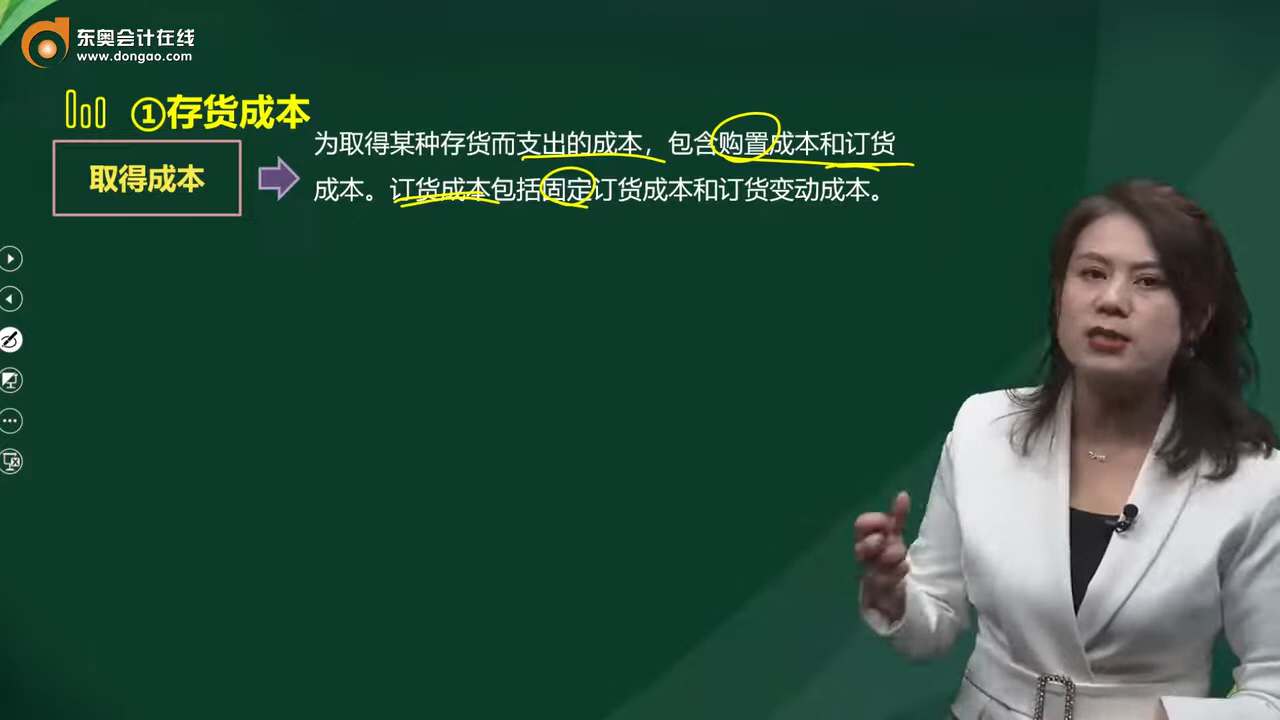 东奥会计在线
www.dongao.com
①存货成本
取得成本
为取得某种存货而支出的成本，包含购置成本和订货
成本。订货成本包括固定订货成本和订货变动成本。